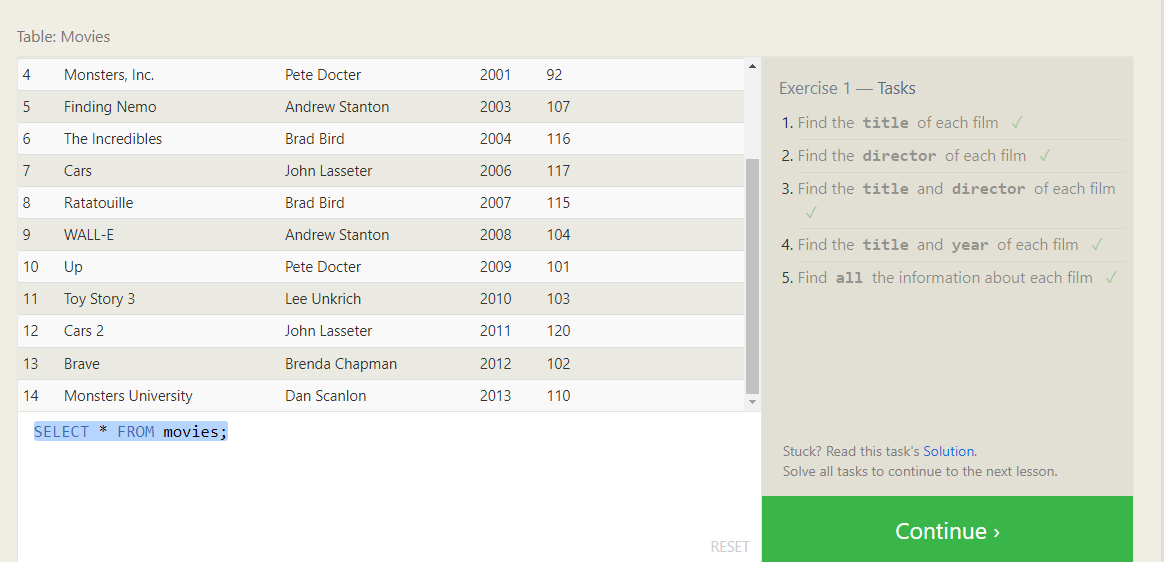 Table: Movies
4 Monsters, Inc. Pete Docter 2001 92
5 Finding Nemo Andrew Stanton 2003 107
6 The Incredibles Brad Bird 2004 116
7 Cars John Lasseter 2006 117
8 Ratatouille Brad Bird 2007 115
9 WALL-E Andrew Stanton 2008 104
10 Up Pete Docter 2009 101
11 Toy Story 3 Lee Unkrich 2010 103
12 Cars 2 John Lasseter 2011 120
13 Brave Brenda Chapman 2012 102
14 Monsters University Dan Scanlon 2013 110
SELECT * FROM movies;
RESET
Exercise 1 — Tasks
1. Find the title of each film ✓
2. Find the director of each film ✓
3. Find the title and director of each film
✓
4. Find the title and year of each film ✓
5. Find all the information about each film ✓
Stuck? Read this task's Solution.
Solve all tasks to continue to the next lesson.
Continue ›